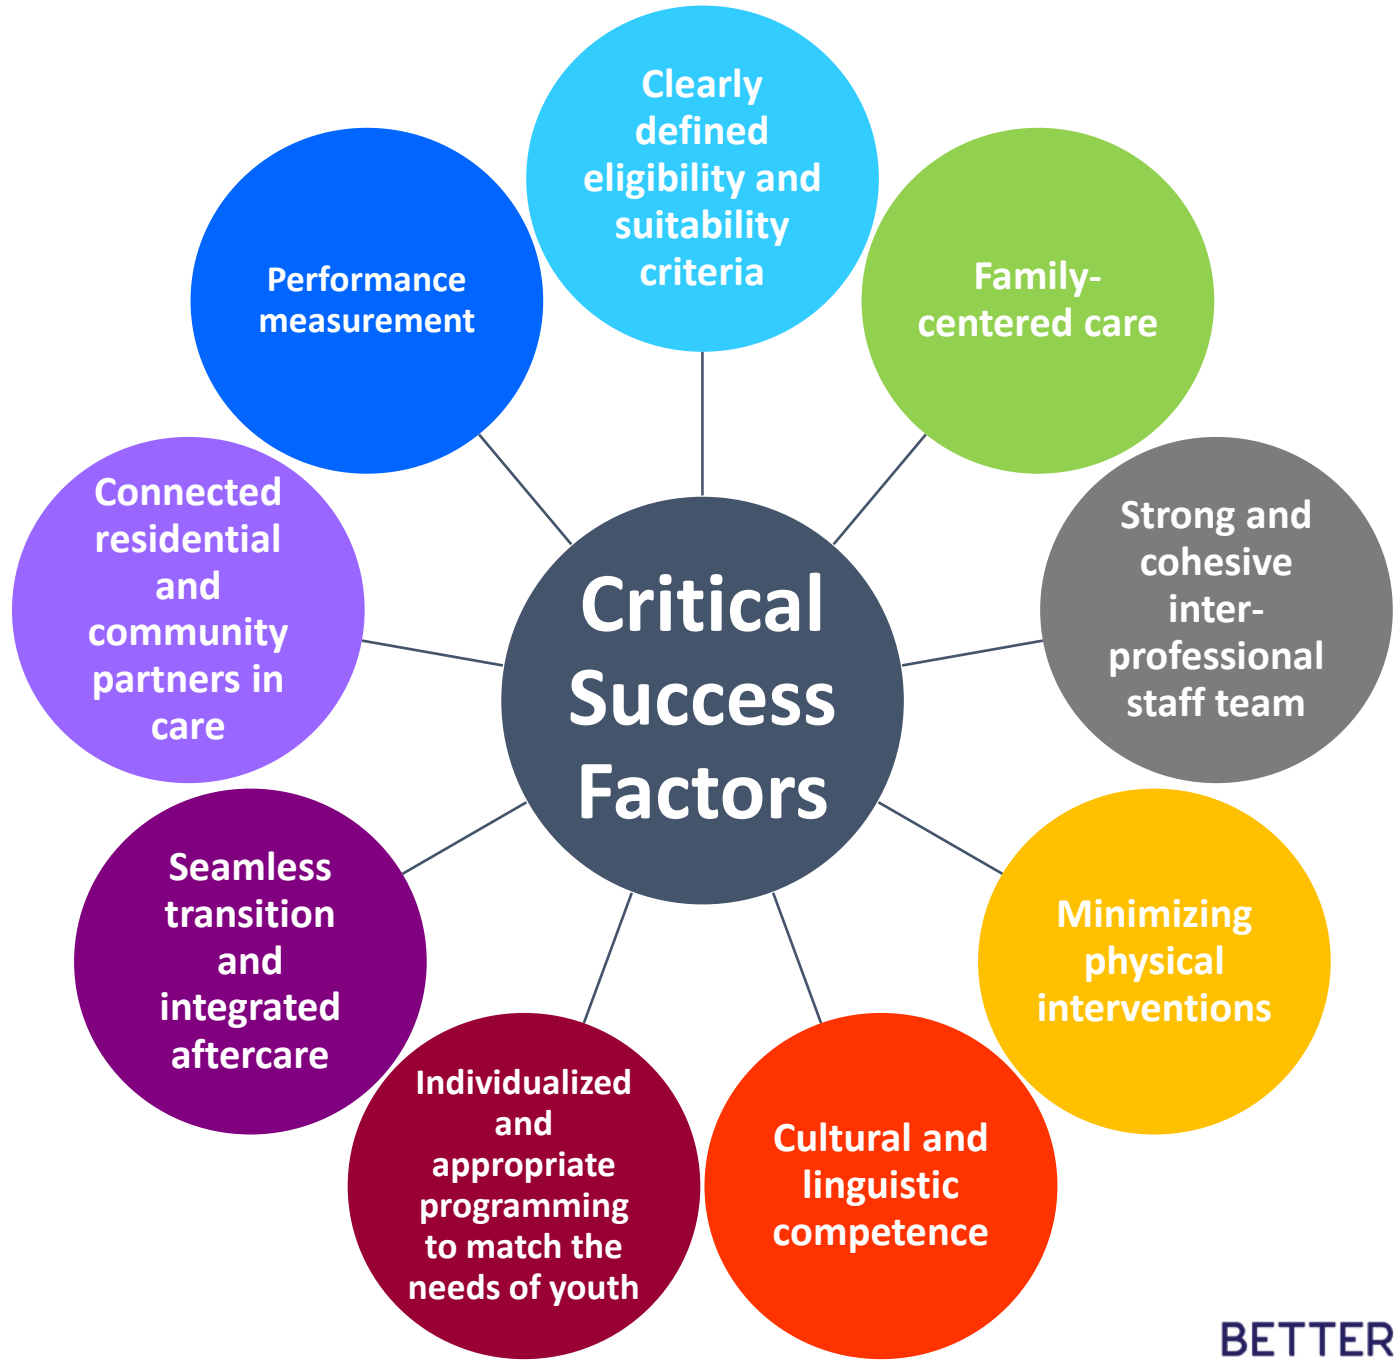 Clearly
defined
eligibility and
suitability
criteria
Family-
centered care
Strong and
cohesive
inter-
professional
staff team
Minimizing
physical
interventions
Cultural and
linguistic
competence
Individualized
and
appropriate
programming
to match the
needs of youth
Seamless
transition
and
integrated
aftercare
Connected
residential
and
community
partners in
care
Performance
measurement
Critical
Success
Factors
BETTER